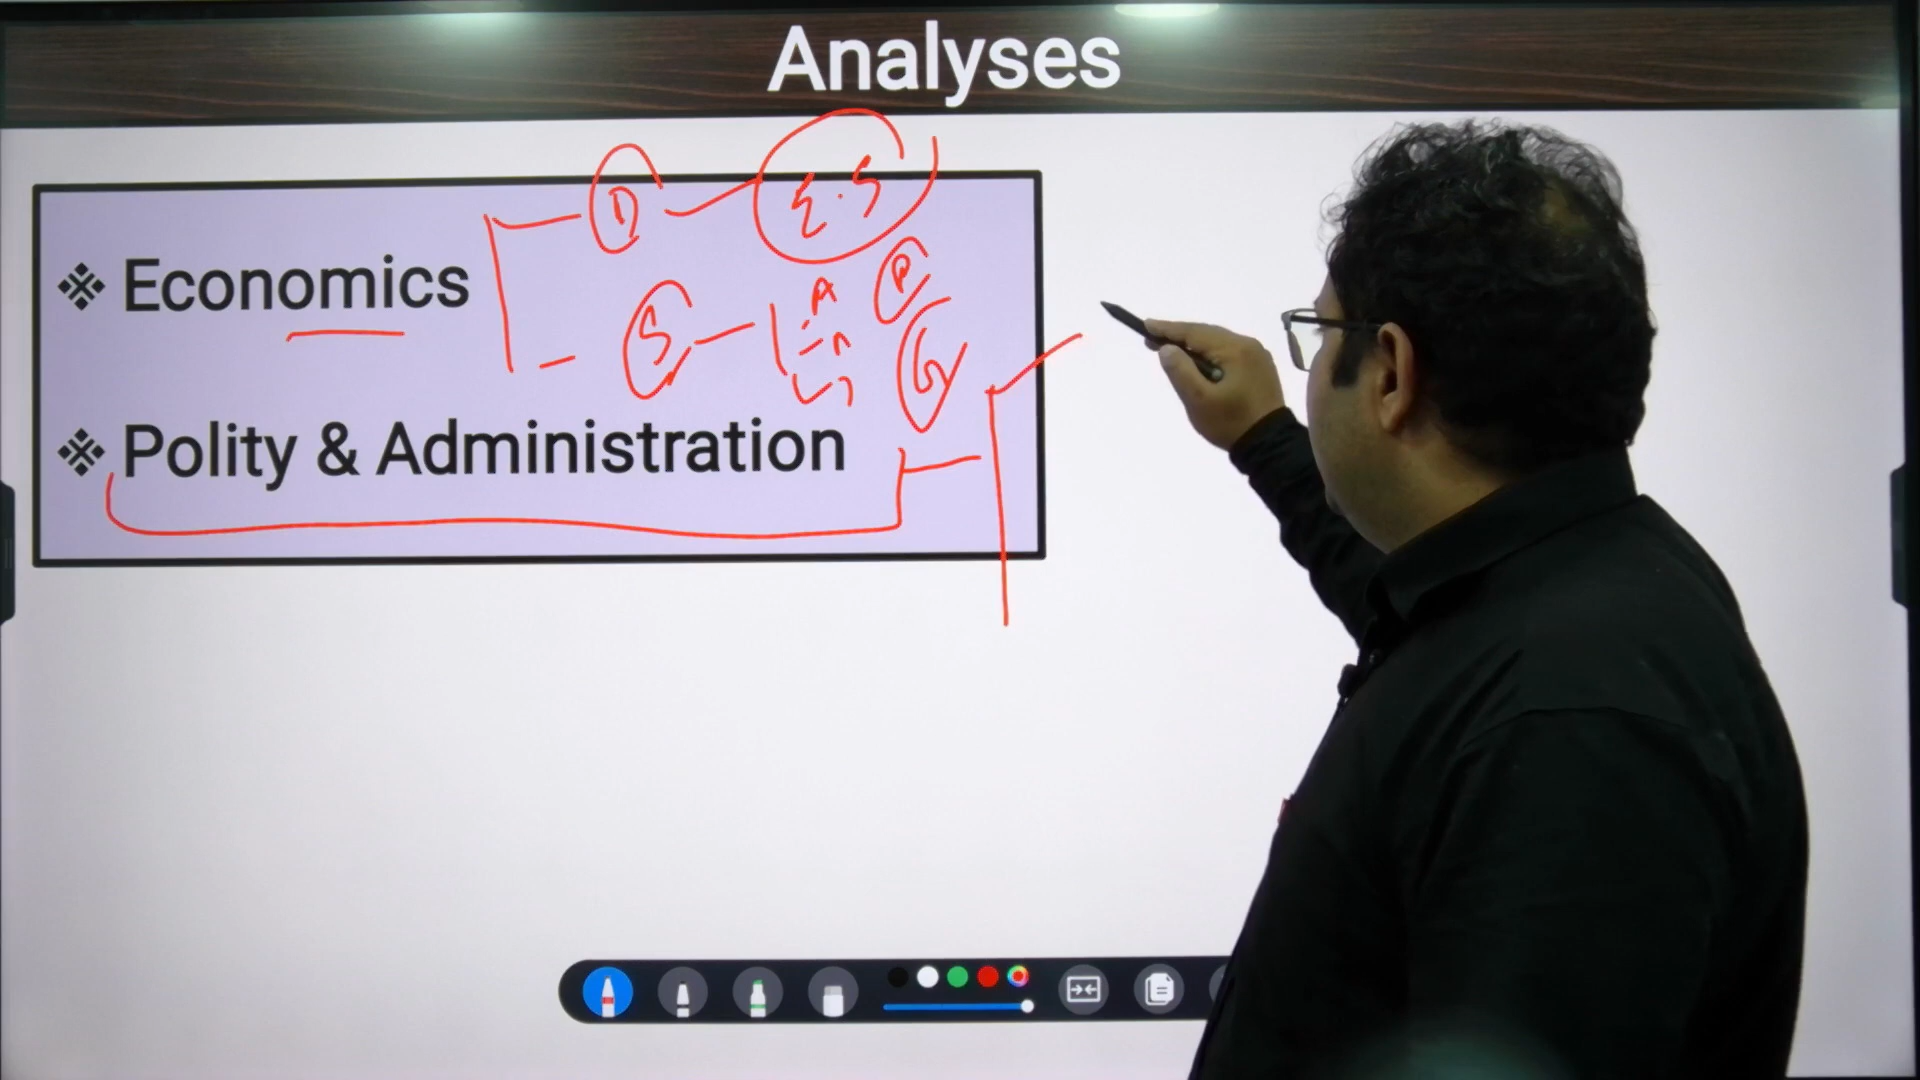 Analyses
D E.S
❖ Economics
S A R
n
G
❖ Polity & Administration